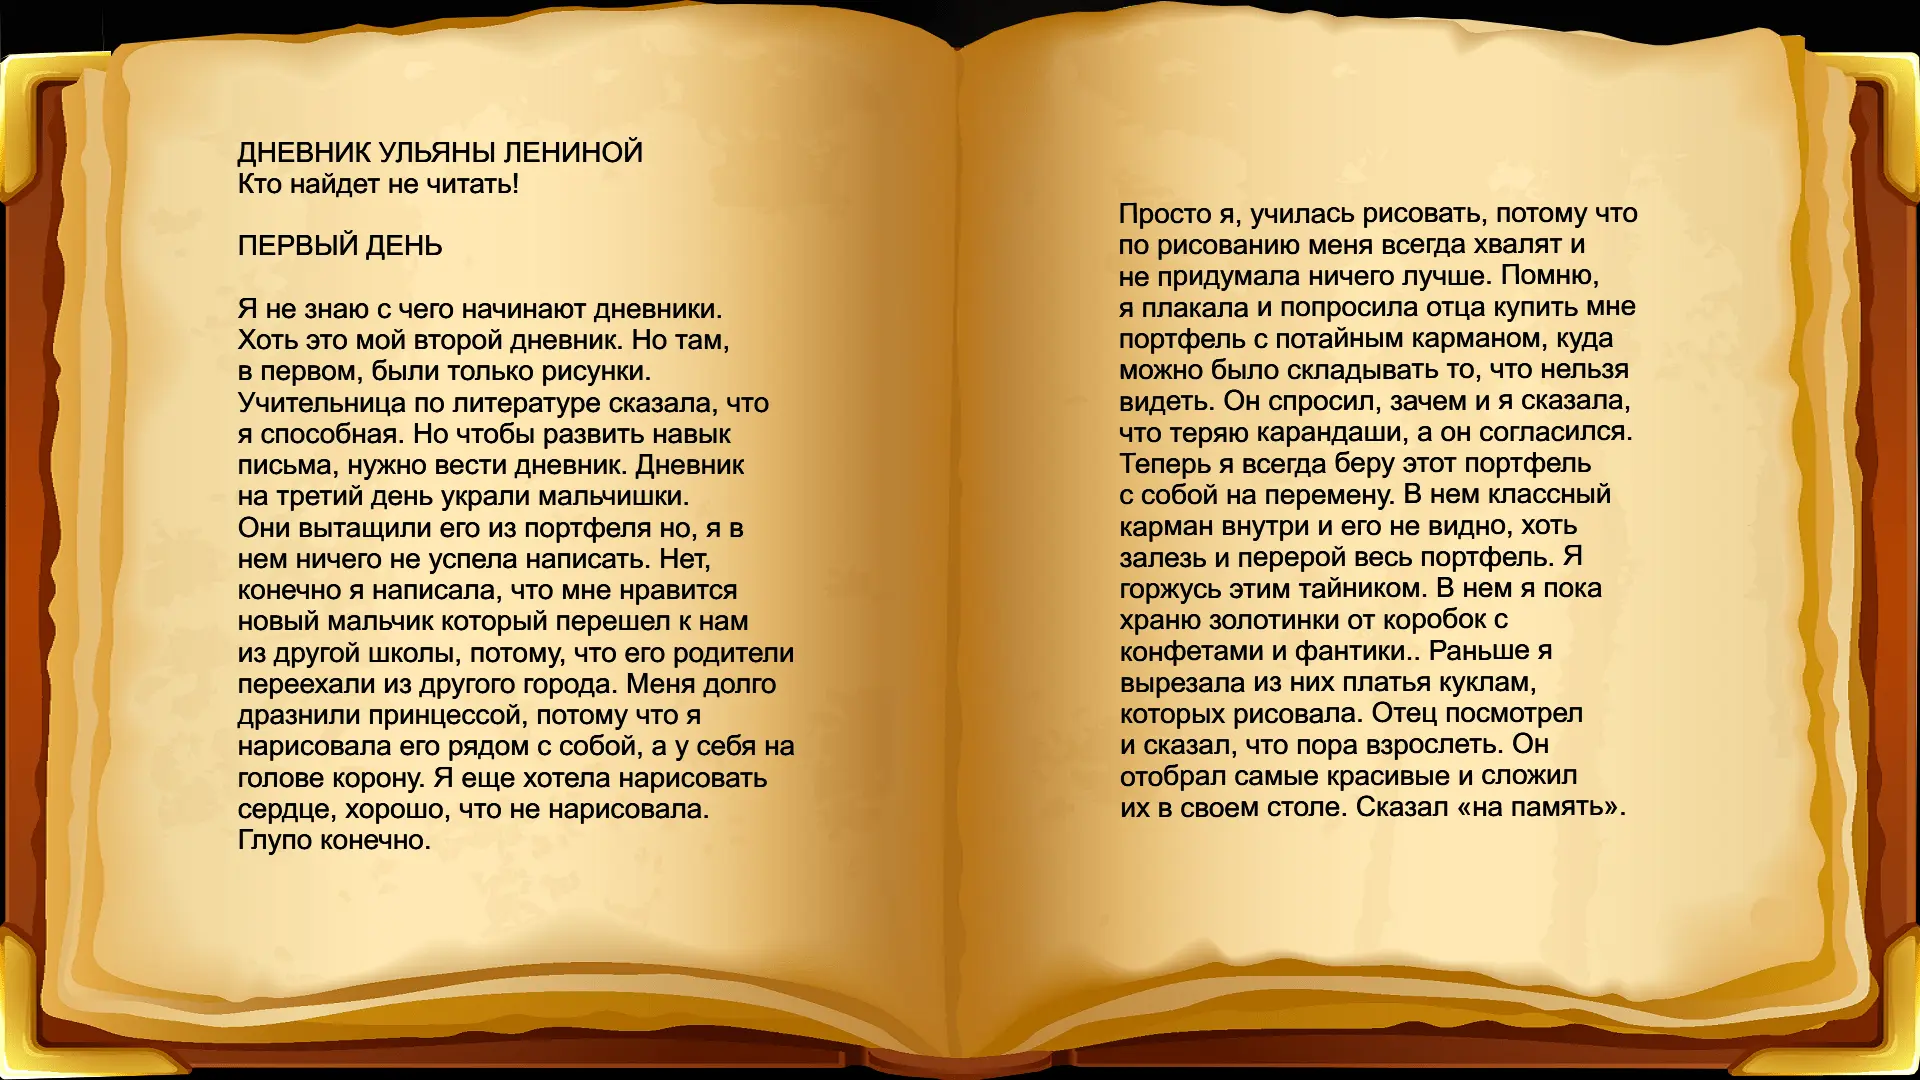 ДНЕВНИК УЛЬЯНЫ ЛЕНИНОЙ
Кто найдет не читать!
ПЕРВЫЙ ДЕНЬ
Я не знаю с чего начинают дневники.
Хоть это мой второй дневник. Но там,
в первом, были только рисунки.
Учительница по литературе сказала, что
я способная. Но чтобы развить навык
письма, нужно вести дневник. Дневник
на третий день украли мальчишки.
Они вытащили его из портфеля но, я в
нем ничего не успела написать. Нет,
конечно я написала, что мне нравится
новый мальчик который перешел к нам
из другой школы, потому, что его родители
переехали из другого города. Меня долго
дразнили принцессой, потому что я
нарисовала его рядом с собой, а у себя на
голове корону. Я еще хотела нарисовать
сердце, хорошо, что не нарисовала.
Глупо конечно.
Просто я, училась рисовать, потому что
по рисованию меня всегда хвалят и
не придумала ничего лучше. Помню,
я плакала и попросила отца купить мне
портфель с потайным карманом, куда
можно было складывать то, что нельзя
видеть. Он спросил, зачем и я сказала,
что теряю карандаши, а он согласился.
Теперь я всегда беру этот портфель
с собой на перемену. В нем классный
карман внутри и его не видно, хоть
залезь и перерой весь портфель. Я
горжусь этим тайником. В нем я пока
храню золотинки от коробок с
конфетами и фантики.. Раньше я
вырезала из них платья куклам,
которых рисовала. Отец посмотрел
и сказал, что пора взрослеть. Он
отобрал самые красивые и сложил
их в своем столе. Сказал «на память».